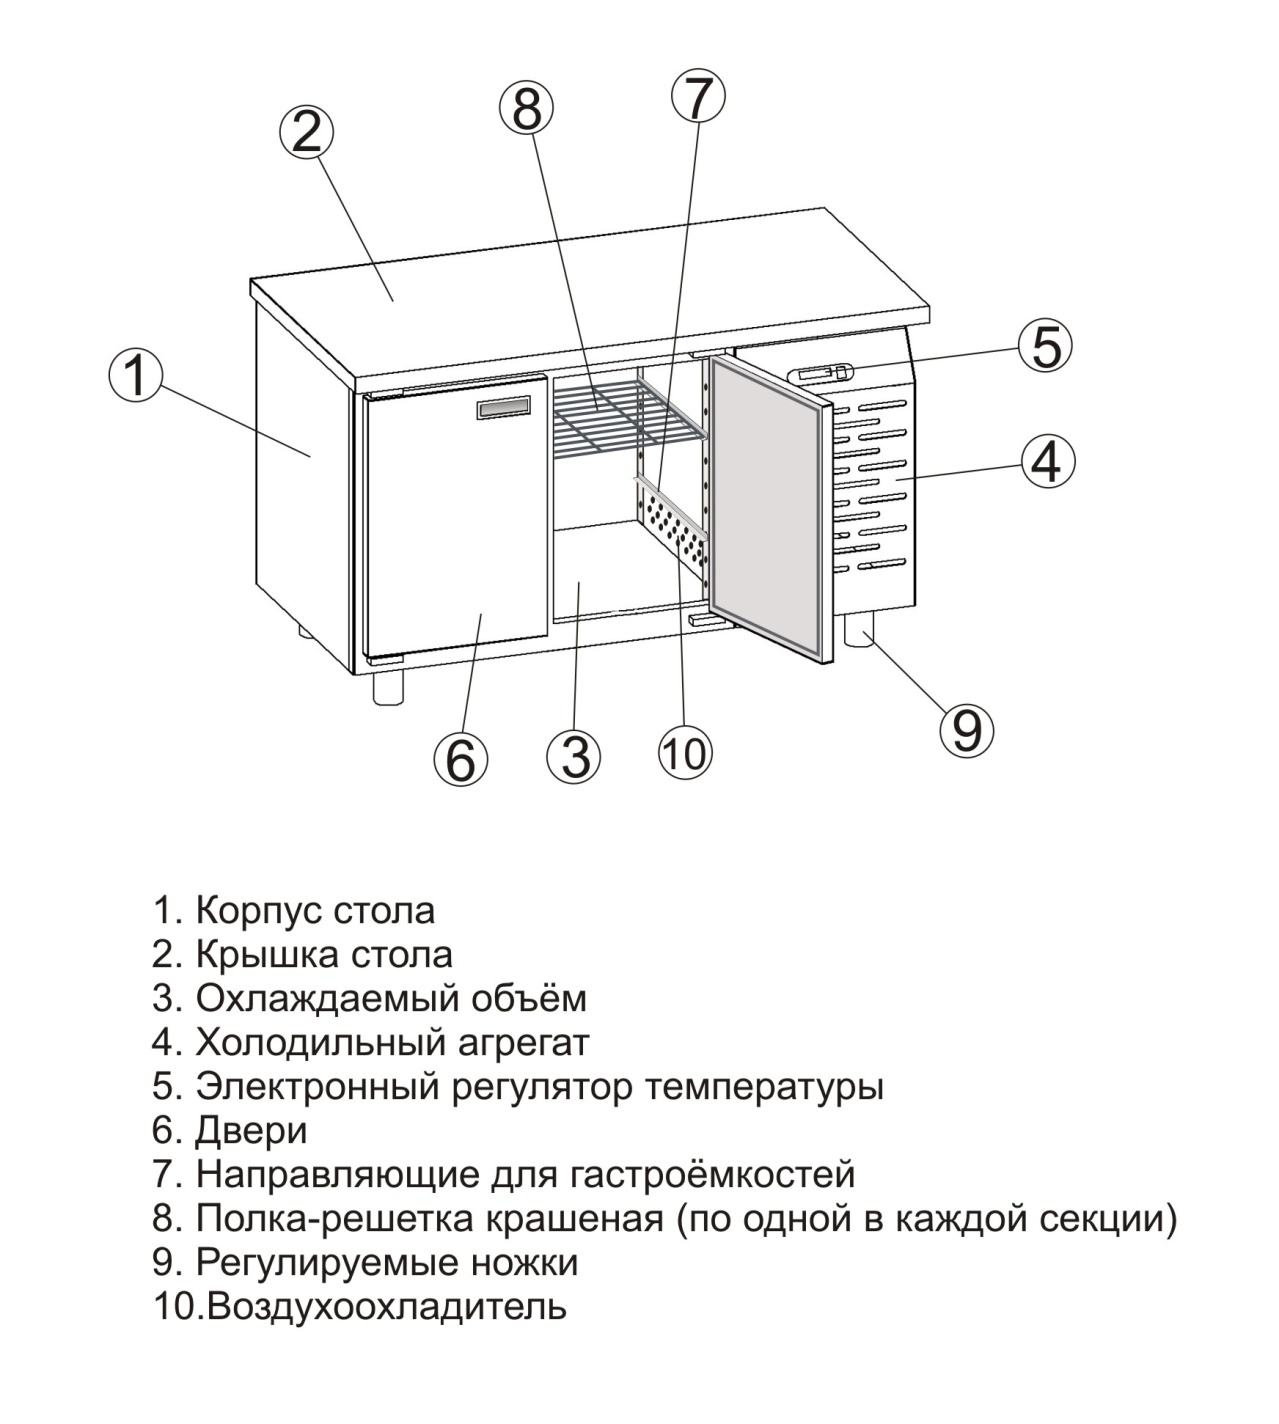 7
8
2
5
1
4
9
6
3
10
1. Корпус стола
2. Крышка стола
3. Охлаждаемый объём
4. Холодильный агрегат
5. Электронный регулятор температуры
6. Двери
7. Направляющие для гастроёмкостей
8. Полка-решетка крашеная (по одной в каждой секции)
9. Регулируемые ножки
10.Воздухоохладитель